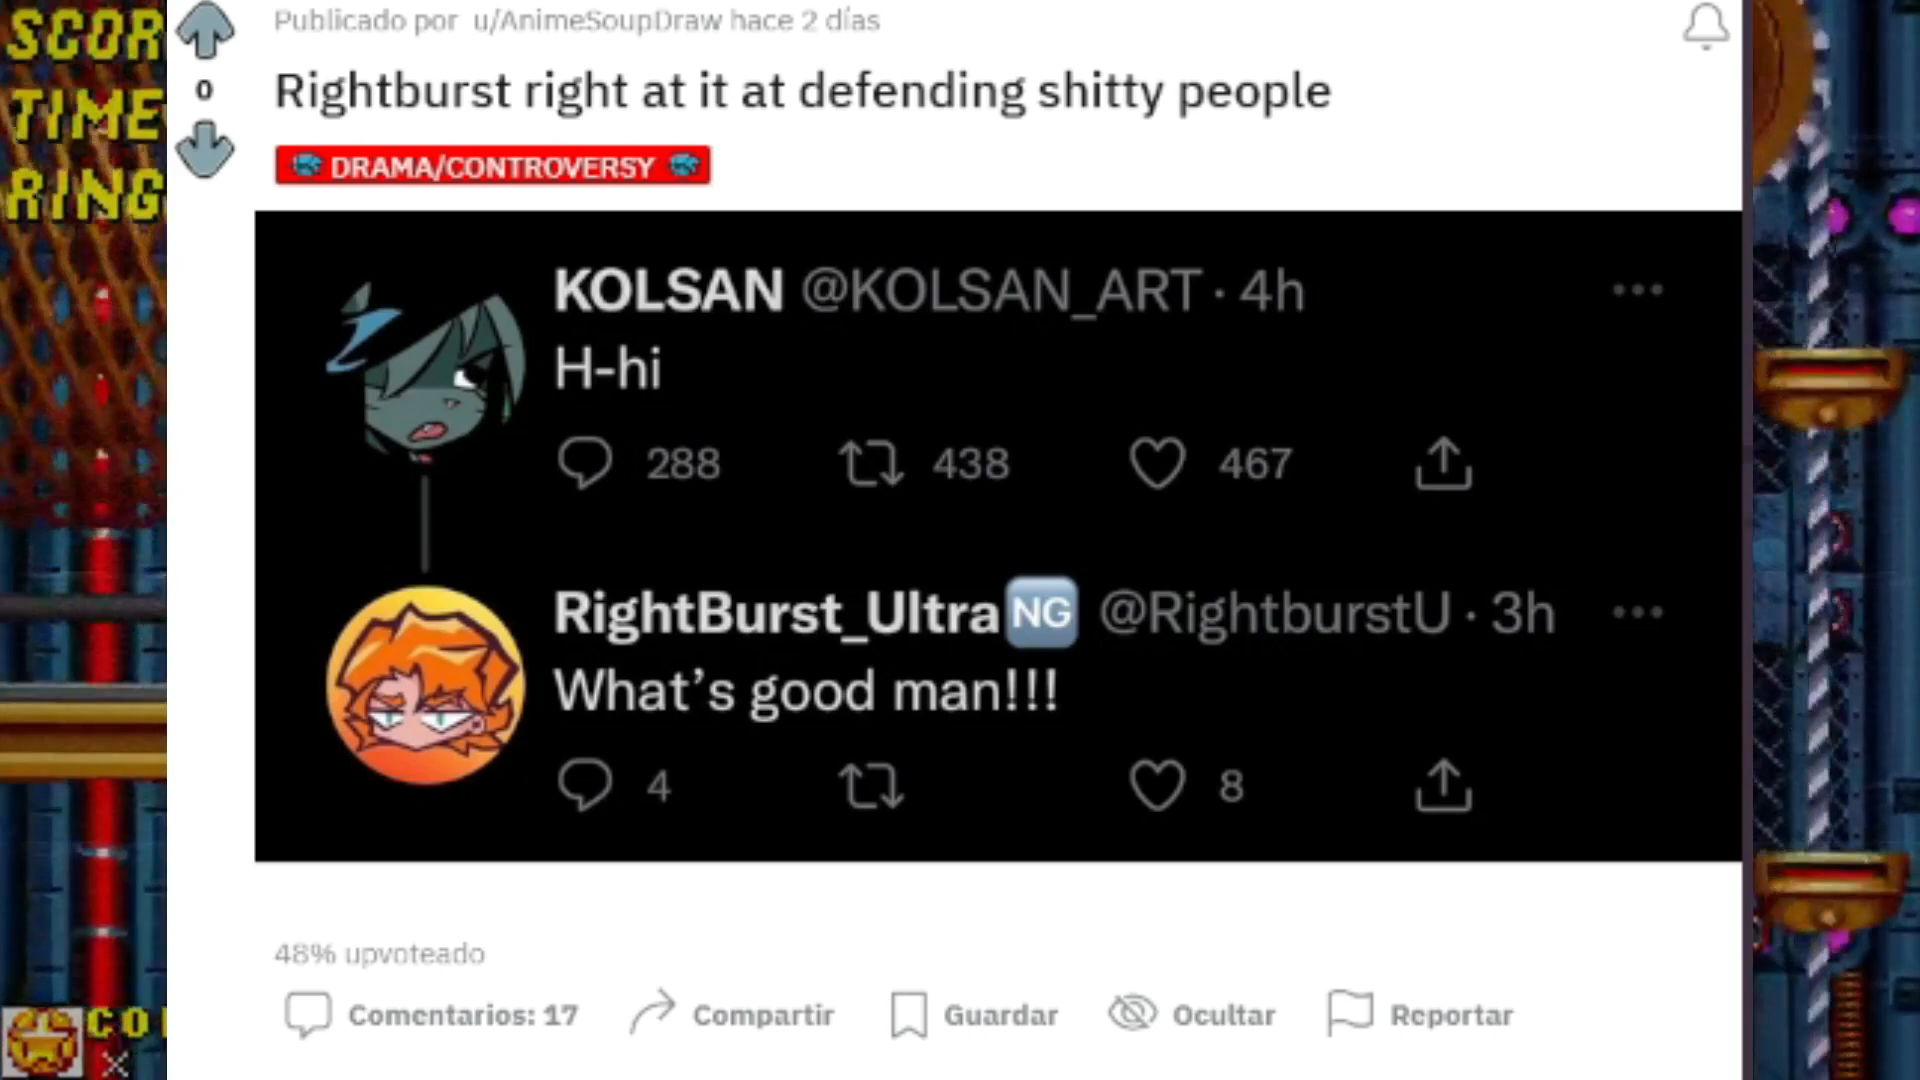 SCOR
TIME
RING
Publicado por u/AnimeSoupDraw hace 2 días
0
Rightburst right at it at defending shitty people
DRAMA/CONTROVERSY
KOLSAN @KOLSAN_ART · 4h
H-hi
288 438 467
RightBurst_Ultra NG @RightburstU · 3h
What's good man!!!
4 8
48% upvoteado
Comentarios: 17 Compartir Guardar Ocultar Reportar
CO
X